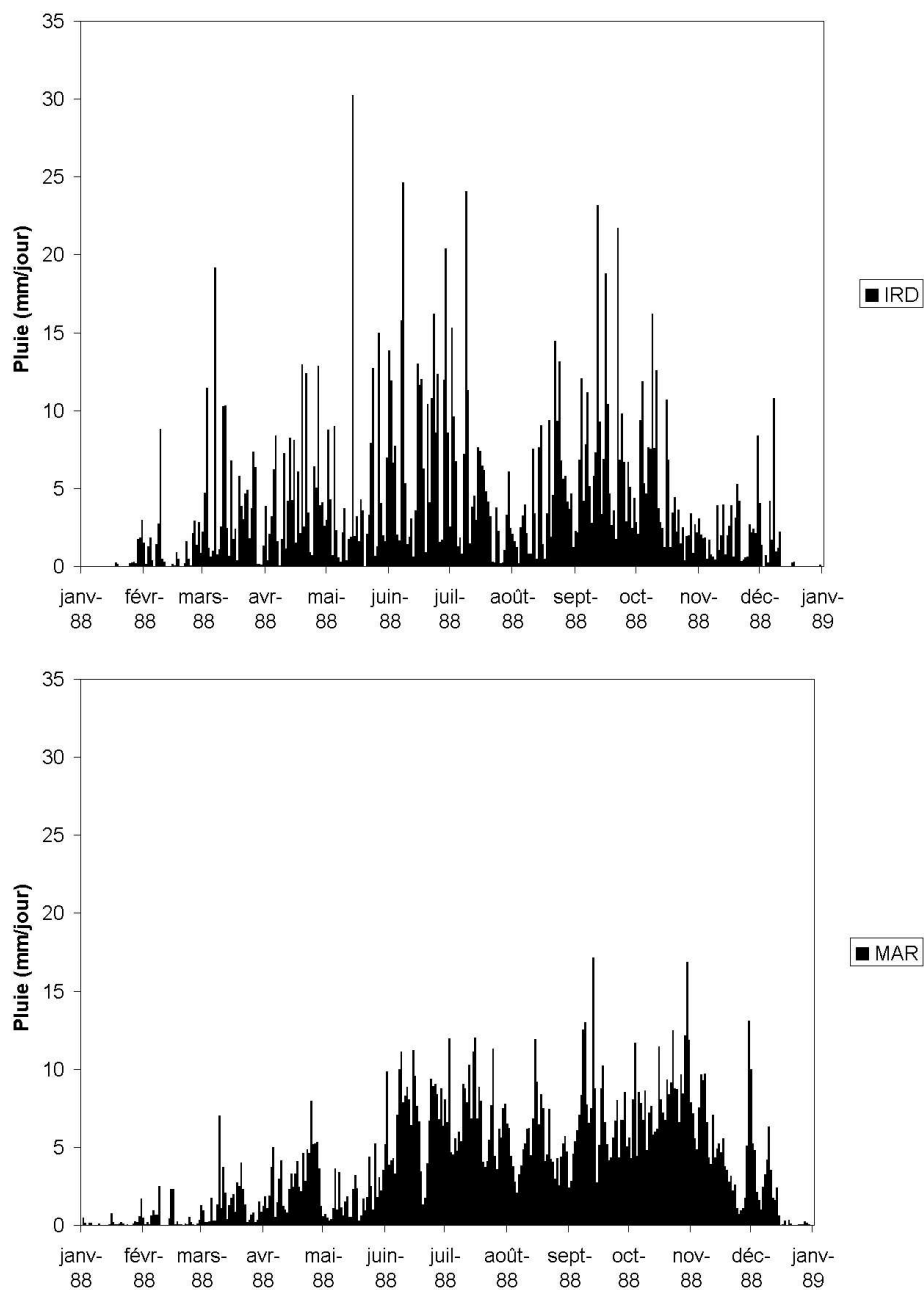 35
30
25
20
15
10
5
0
Pluie (mm/jour)
janv-88
févr-88
mars-88
avr-88
mai-88
juin-88
juil-88
août-88
sept-88
oct-88
nov-88
déc-88
janv-89
IRD
35
30
25
20
15
10
5
0
Pluie (mm/jour)
janv-88
févr-88
mars-88
avr-88
mai-88
juin-88
juil-88
août-88
sept-88
oct-88
nov-88
déc-88
janv-89
MAR